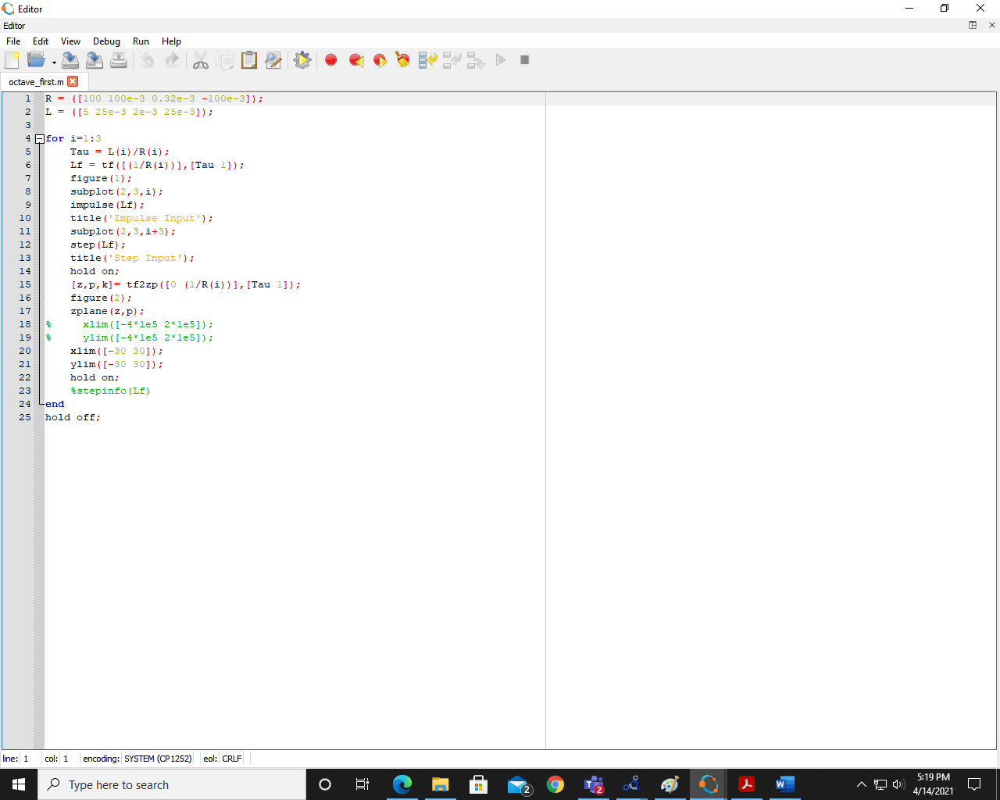 Editor
Editor
File Edit View Debug Run Help
octave_first.m
1 R = ([100 100e-3 0.32e-3 -100e-3]);
2 L = ([5 25e-3 2e-3 25e-3]);
3
4 for i=1:3
5 Tau = L(i)/R(i);
6 Lf = tf([(1/R(i))],[Tau 1]);
7 figure(1);
8 subplot(2,3,i);
9 impulse(Lf);
10 title('Impulse Input');
11 subplot(2,3,i+3);
12 step(Lf);
13 title('Step Input');
14 hold on;
15 [z,p,k]= tf2zp([0 (1/R(i))],[Tau 1]);
16 figure(2);
17 zplane(z,p);
18 % xlim([-4*1e5 2*1e5]);
19 % ylim([-4*1e5 2*1e5]);
20 xlim([-30 30]);
21 ylim([-30 30]);
22 hold on;
23 %stepinfo(Lf)
24 end
25 hold off;
line: 1 col: 1 encoding: SYSTEM (CP1252) eol: CRLF
Type here to search
2
2
5:19 PM
4/14/2021